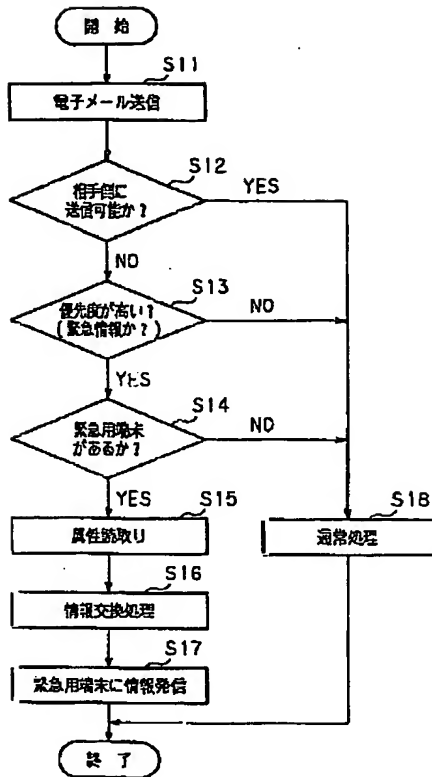 開始
S11
電子メール送信
S12
相手側に
送信可能か?
YES
NO
S13
優先度が高い?
(緊急情報か?)
NO
YES
S14
緊急用端末
があるか?
NO
YES
S15
属性読取り
S18
通常処理
S16
情報交換処理
S17
緊急用端末に情報発信
終了